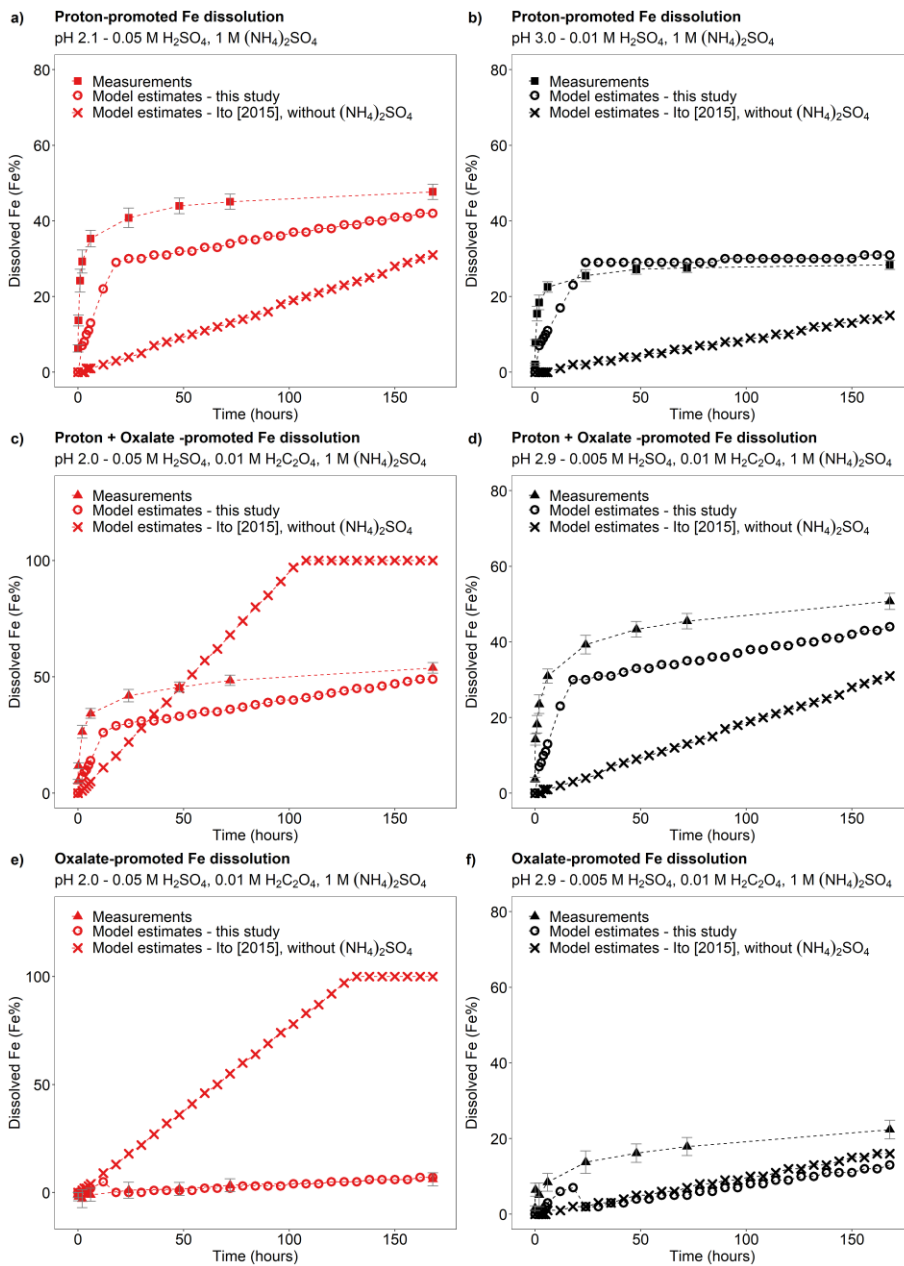 a) Proton-promoted Fe dissolution
pH 2.1 - 0.05 M H₂SO₄, 1 M (NH₄)₂SO₄
80
60
40
20
0
Dissolved Fe (Fe%)
Measurements
Model estimates - this study
Model estimates - Ito [2015], without (NH₄)₂SO₄
0 50 100 150
Time (hours)
b) Proton-promoted Fe dissolution
pH 3.0 - 0.01 M H₂SO₄, 1 M (NH₄)₂SO₄
80
60
40
20
0
Dissolved Fe (Fe%)
Measurements
Model estimates - this study
Model estimates - Ito [2015], without (NH₄)₂SO₄
0 50 100 150
Time (hours)
c) Proton + Oxalate -promoted Fe dissolution
pH 2.0 - 0.05 M H₂SO₄, 0.01 M H₂C₂O₄, 1 M (NH₄)₂SO₄
100
50
0
Dissolved Fe (Fe%)
Measurements
Model estimates - this study
Model estimates - Ito [2015], without (NH₄)₂SO₄
0 50 100 150
Time (hours)
d) Proton + Oxalate -promoted Fe dissolution
pH 2.9 - 0.005 M H₂SO₄, 0.01 M H₂C₂O₄, 1 M (NH₄)₂SO₄
80
60
40
20
0
Dissolved Fe (Fe%)
Measurements
Model estimates - this study
Model estimates - Ito [2015], without (NH₄)₂SO₄
0 50 100 150
Time (hours)
e) Oxalate-promoted Fe dissolution
pH 2.0 - 0.05 M H₂SO₄, 0.01 M H₂C₂O₄, 1 M (NH₄)₂SO₄
100
50
0
Dissolved Fe (Fe%)
Measurements
Model estimates - this study
Model estimates - Ito [2015], without (NH₄)₂SO₄
0 50 100 150
Time (hours)
f) Oxalate-promoted Fe dissolution
pH 2.9 - 0.005 M H₂SO₄, 0.01 M H₂C₂O₄, 1 M (NH₄)₂SO₄
80
60
40
20
0
Dissolved Fe (Fe%)
Measurements
Model estimates - this study
Model estimates - Ito [2015], without (NH₄)₂SO₄
0 50 100 150
Time (hours)